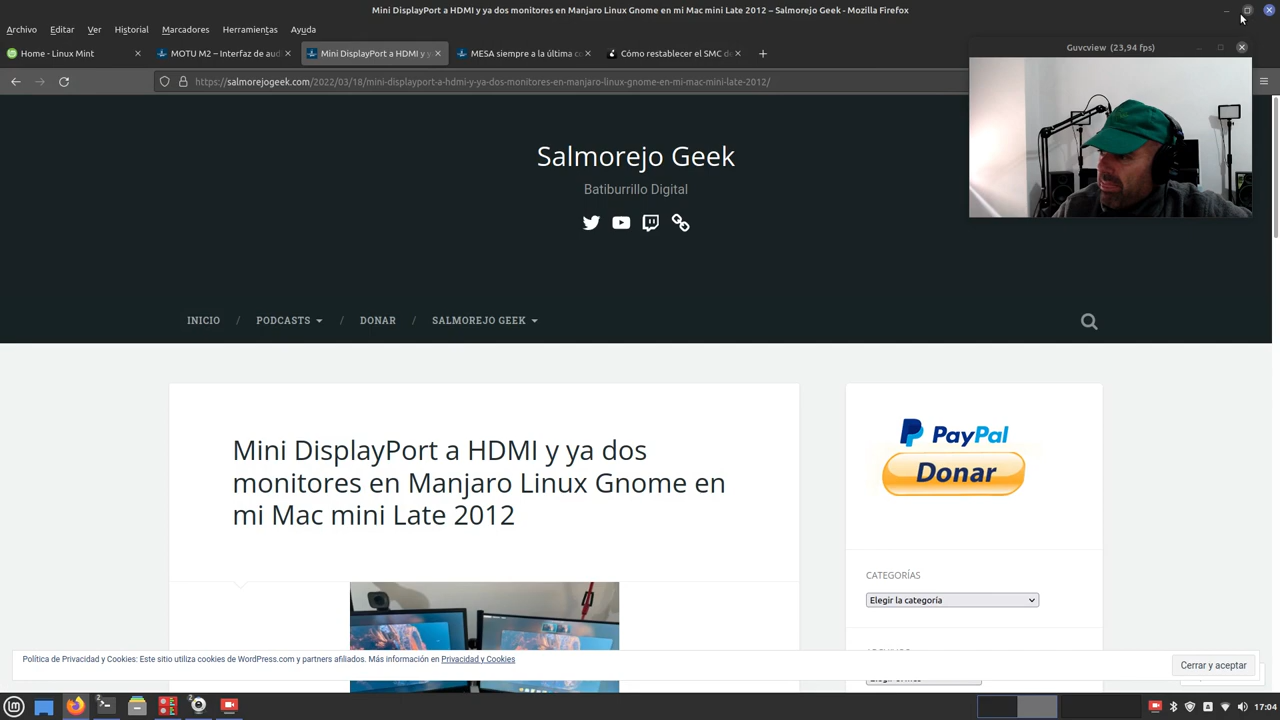 Mini DisplayPort a HDMI y ya dos monitores en Manjaro Linux Gnome en mi Mac mini Late 2012 – Salmorejo Geek - Mozilla Firefox
Archivo Editar Ver Historial Marcadores Herramientas Ayuda
Home - Linux Mint
MOTU M2 – Interfaz de aud
Mini DisplayPort a HDMI y y
MESA siempre a la última co
Cómo restablecer el SMC de
Guvcview (23,94 fps)
https://salmorejogeek.com/2022/03/18/mini-displayport-a-hdmi-y-ya-dos-monitores-en-manjaro-linux-gnome-en-mi-mac-mini-late-2012/
Salmorejo Geek
Batiburrillo Digital
INICIO / PODCASTS / DONAR / SALMOREJO GEEK
Mini DisplayPort a HDMI y ya dos
monitores en Manjaro Linux Gnome en
mi Mac mini Late 2012
PayPal
Donar
CATEGORÍAS
Elegir la categoría
Política de Privacidad y Cookies: Este sitio utiliza cookies de WordPress.com y partners afiliados. Más información en Privacidad y Cookies
Cerrar y aceptar
17:04